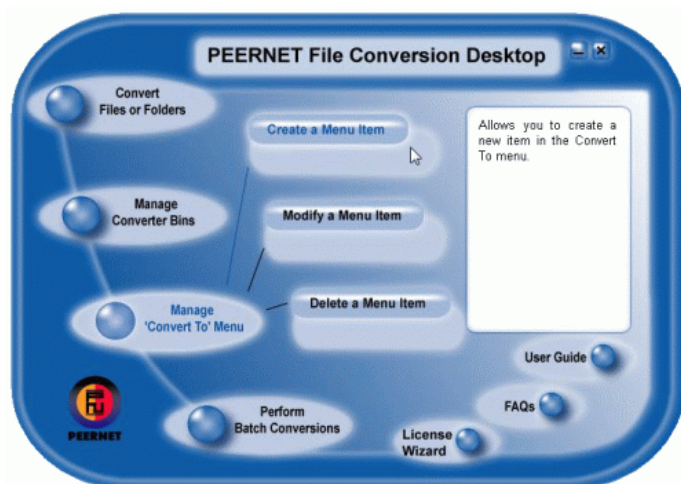 PEERNET File Conversion Desktop
Convert
Files or Folders
Create a Menu Item
Allows you to create a
new item in the Convert
To menu.
Manage
Converter Bins
Modify a Menu Item
Manage
'Convert To' Menu
Delete a Menu Item
User Guide
FAQs
Perform
Batch Conversions
License
Wizard
PEERNET